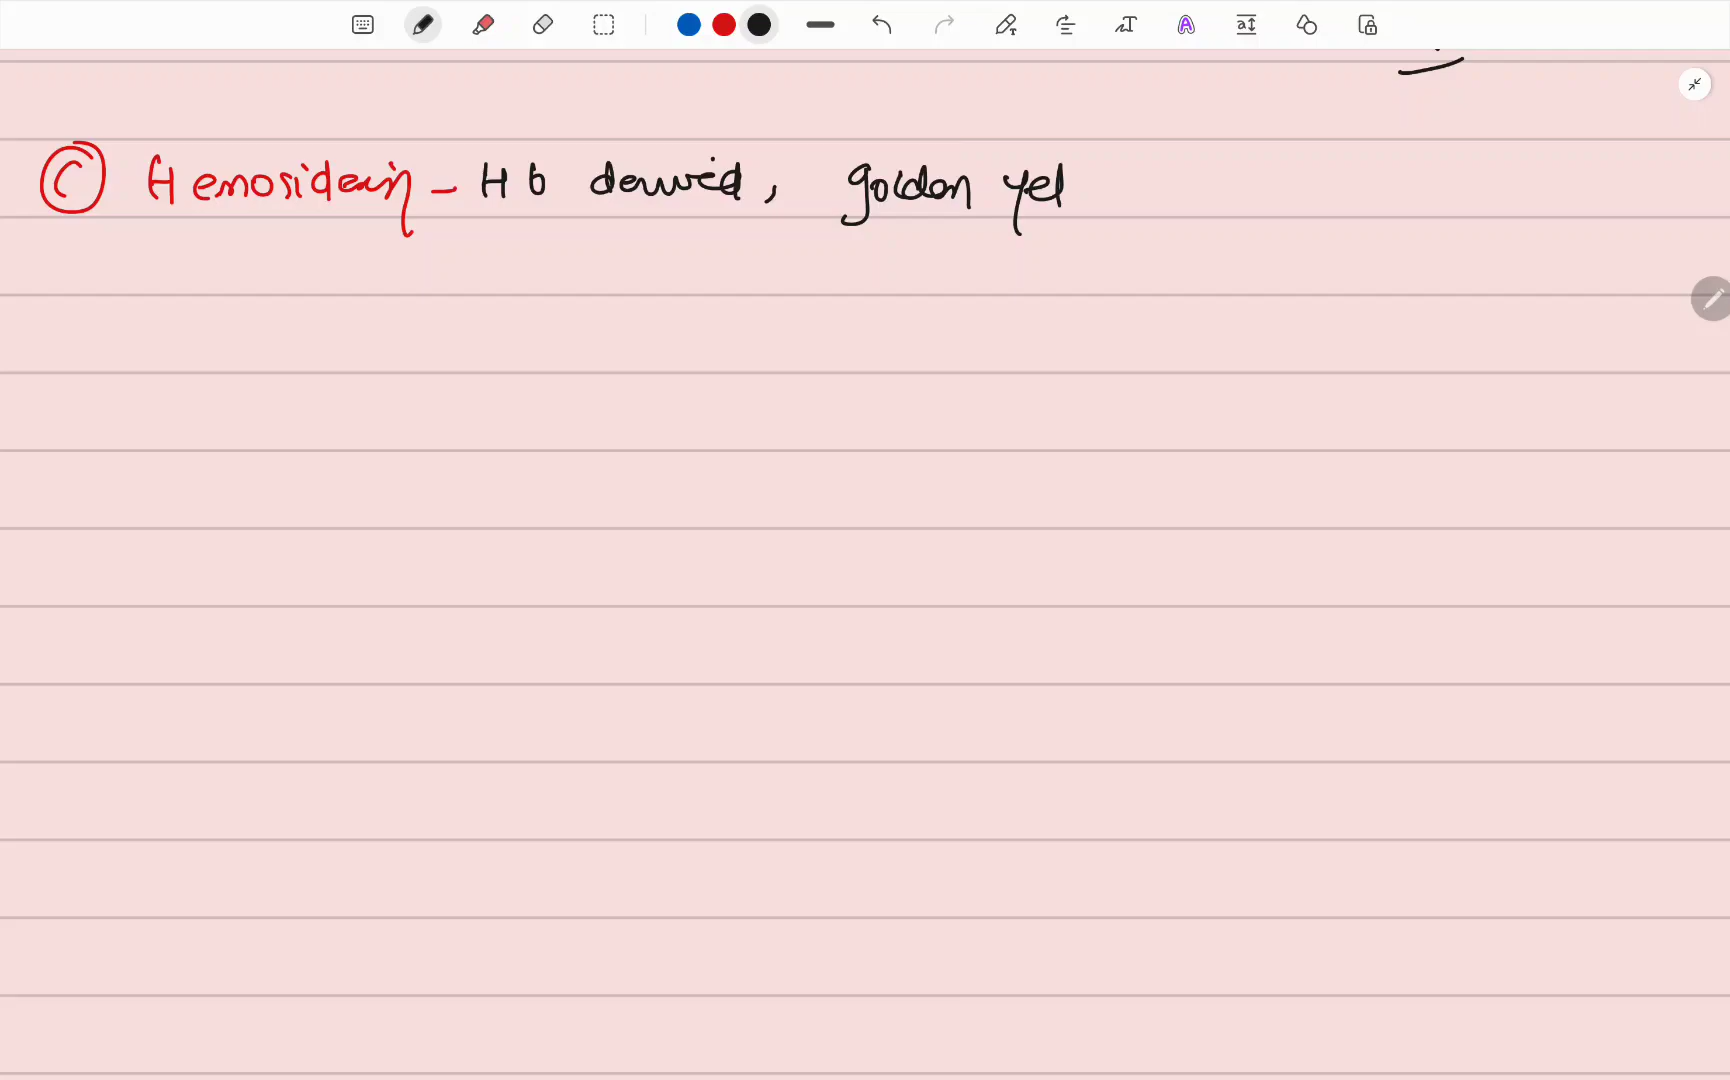 Ⓒ Hemosiderin - Hb derived, golden yel